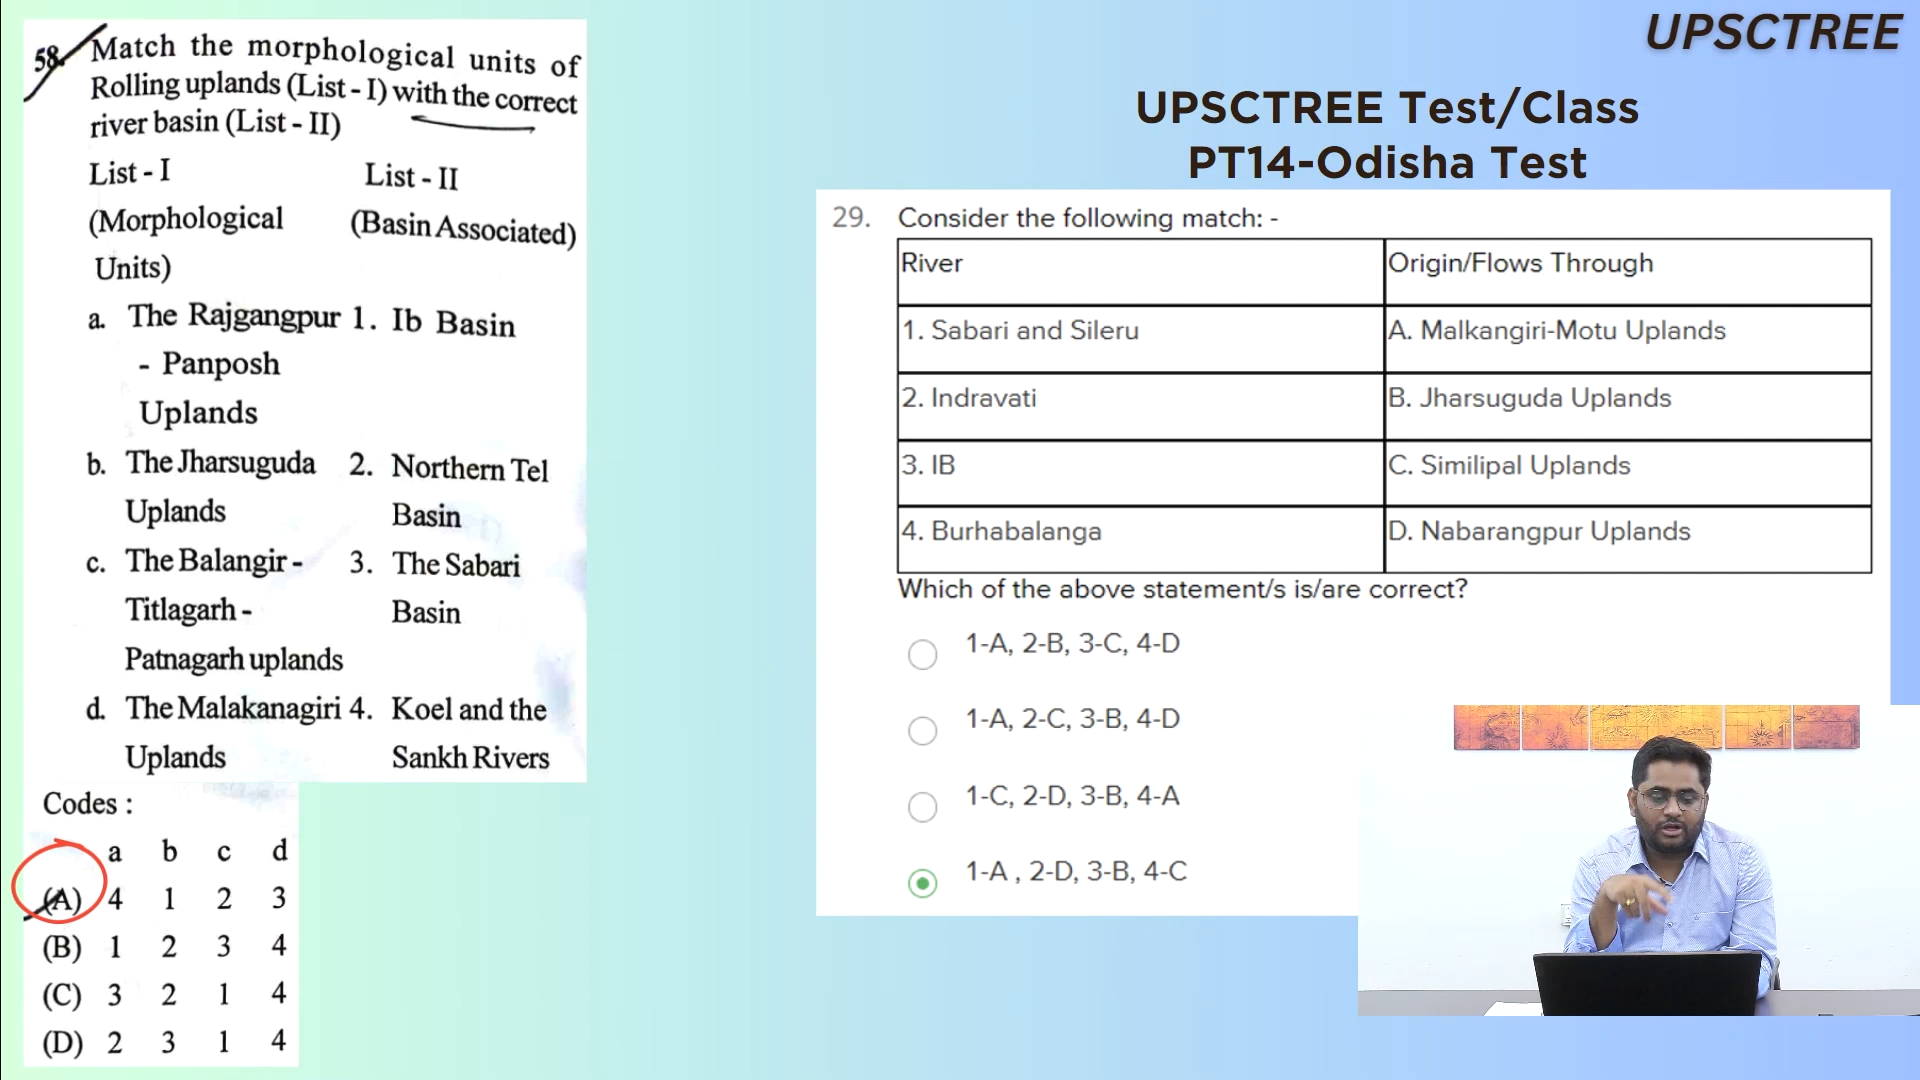 UPSCTREE
58. Match the morphological units of
Rolling uplands (List - I) with the correct
river basin (List - II)
List - I List - II
(Morphological (Basin Associated)
Units)
a. The Rajgangpur 1. Ib Basin
- Panposh
Uplands
b. The Jharsuguda 2. Northern Tel
Uplands Basin
c. The Balangir - 3. The Sabari
Titlagarh - Basin
Patnagarh uplands
d. The Malakanagiri 4. Koel and the
Uplands Sankh Rivers
Codes :
a b c d
(A) 4 1 2 3
(B) 1 2 3 4
(C) 3 2 1 4
(D) 2 3 1 4
UPSCTREE Test/Class
PT14-Odisha Test
29. Consider the following match: -
River Origin/Flows Through
1. Sabari and Sileru A. Malkangiri-Motu Uplands
2. Indravati B. Jharsuguda Uplands
3. IB C. Similipal Uplands
4. Burhabalanga D. Nabarangpur Uplands
Which of the above statement/s is/are correct?
1-A, 2-B, 3-C, 4-D
1-A, 2-C, 3-B, 4-D
1-C, 2-D, 3-B, 4-A
1-A , 2-D, 3-B, 4-C